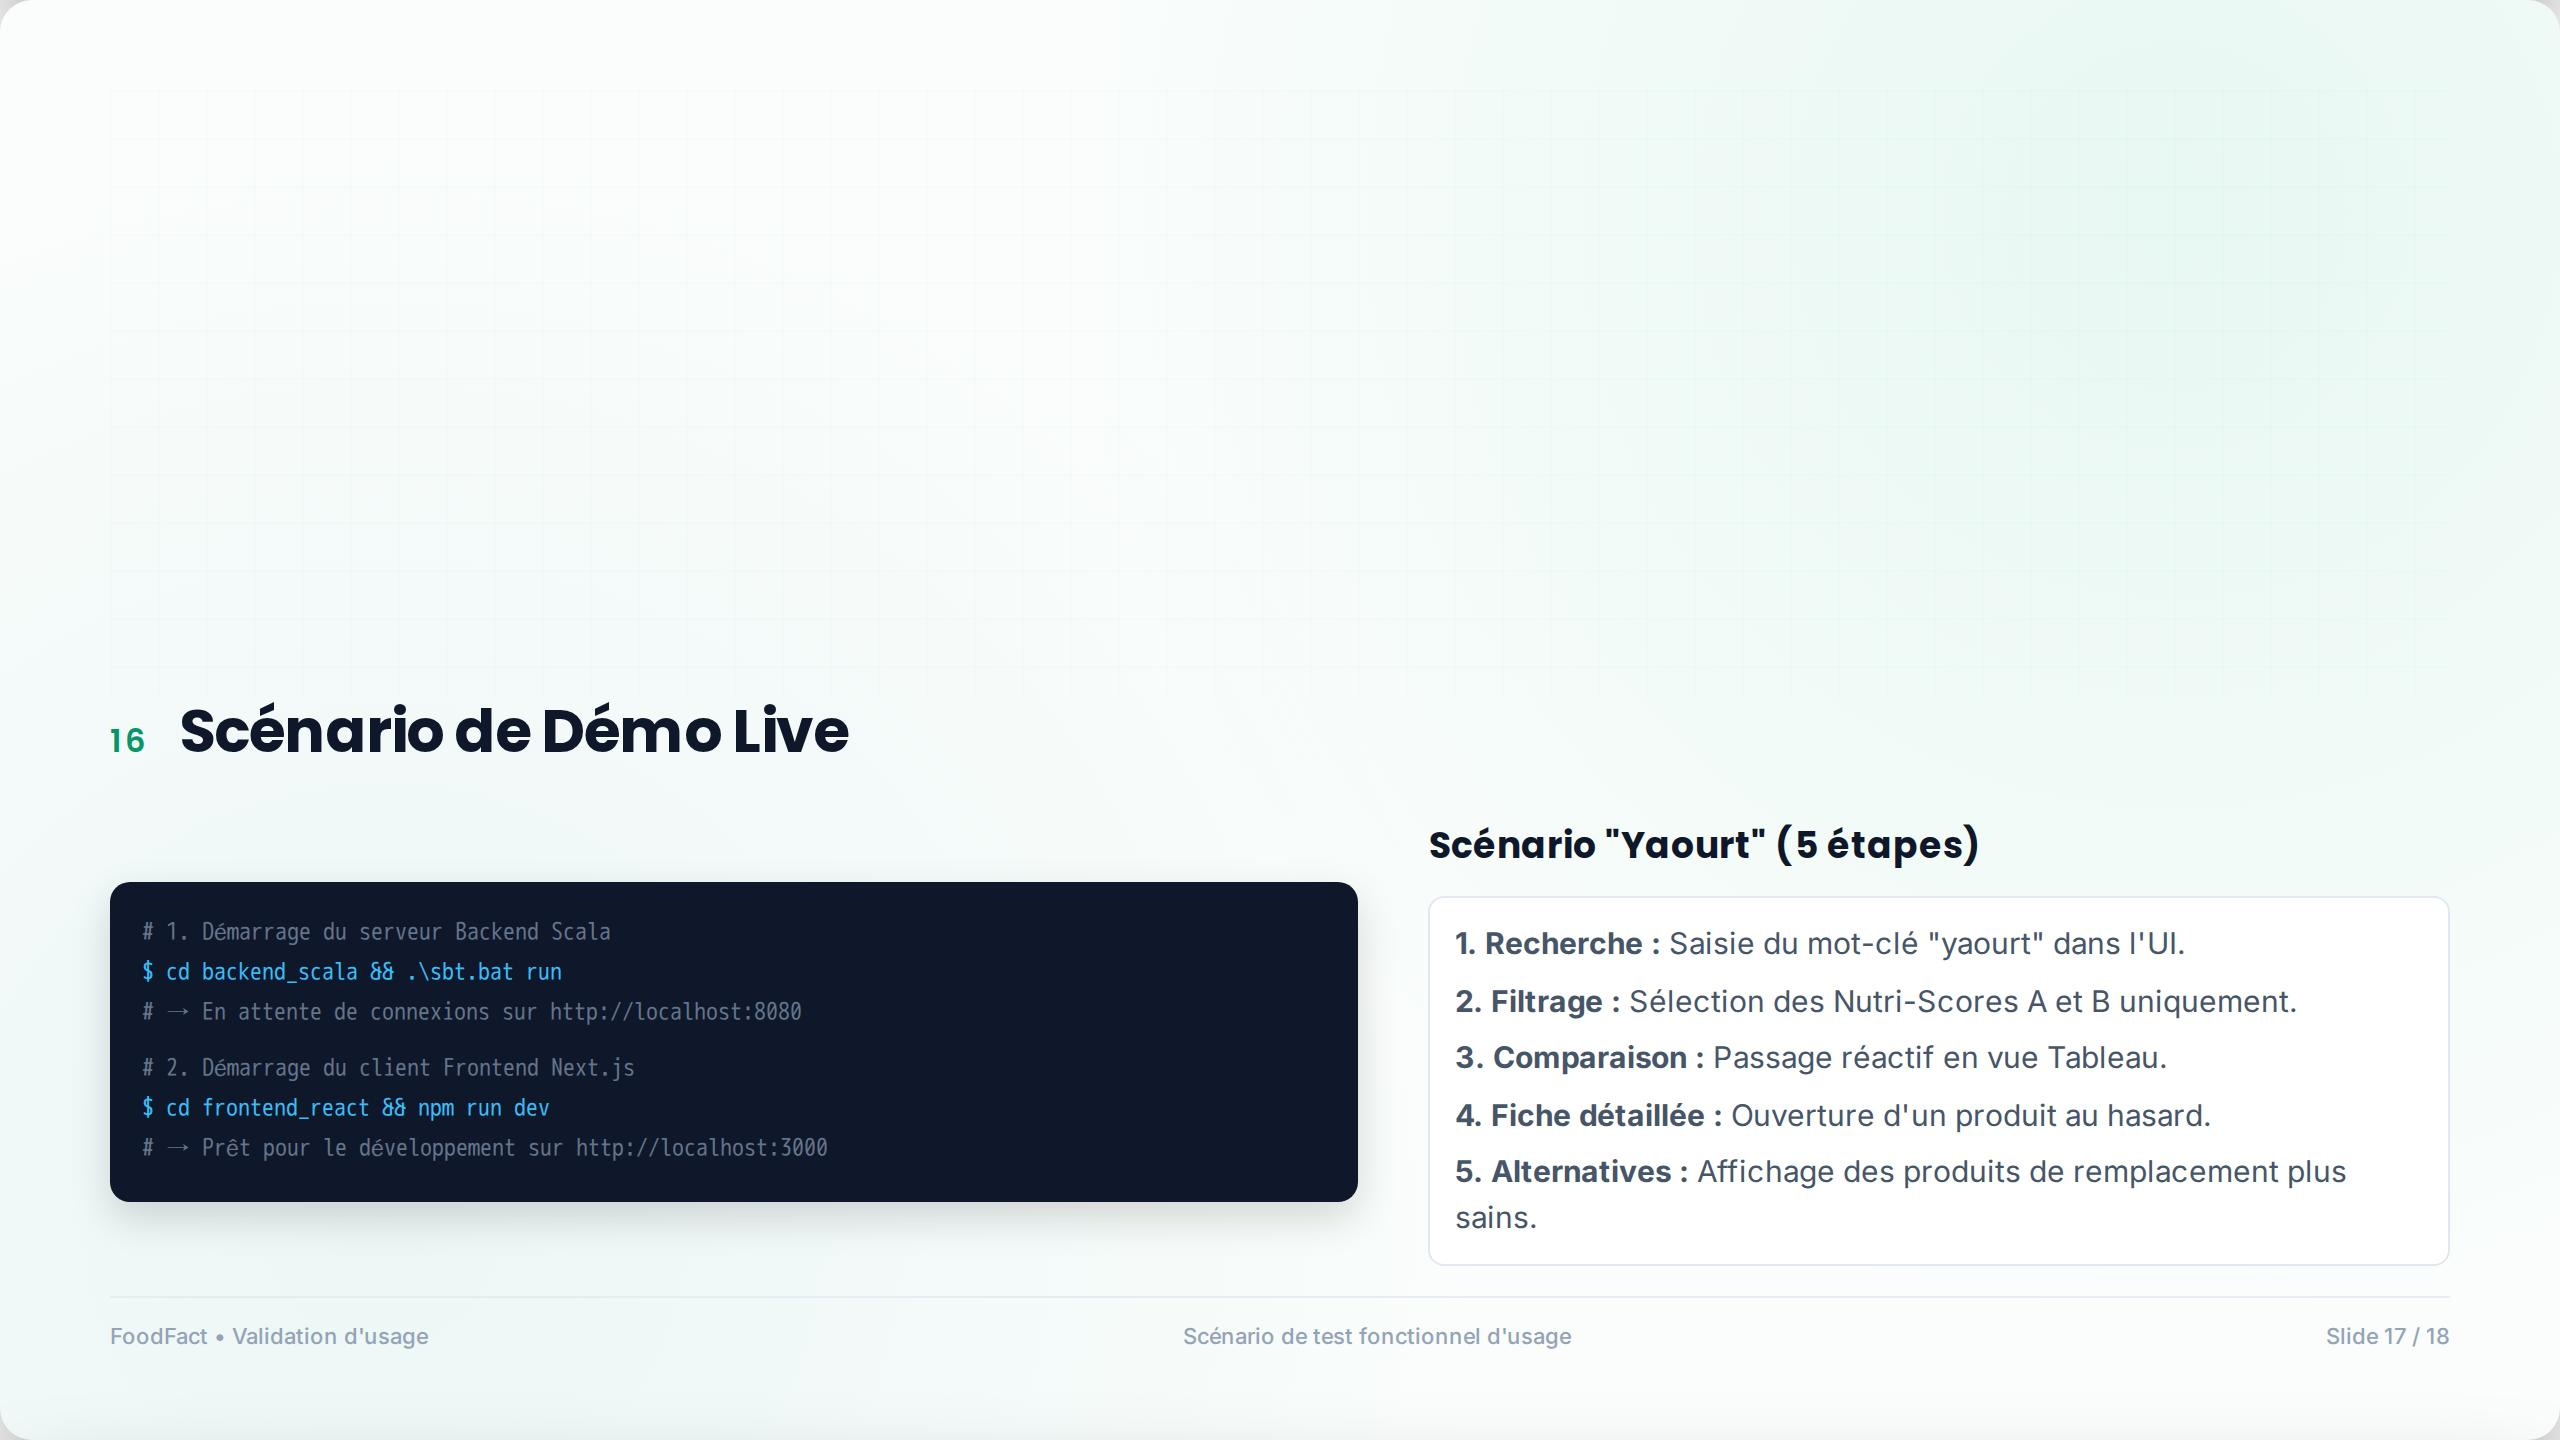 16 Scénario de Démo Live
# 1. Démarrage du serveur Backend Scala
$ cd backend_scala && .\sbt.bat run
# → En attente de connexions sur http://localhost:8080
# 2. Démarrage du client Frontend Next.js
$ cd frontend_react && npm run dev
# → Prêt pour le développement sur http://localhost:3000
Scénario "Yaourt" (5 étapes)
1. Recherche : Saisie du mot-clé "yaourt" dans l'UI.
2. Filtrage : Sélection des Nutri-Scores A et B uniquement.
3. Comparaison : Passage réactif en vue Tableau.
4. Fiche détaillée : Ouverture d'un produit au hasard.
5. Alternatives : Affichage des produits de remplacement plus
sains.
FoodFact • Validation d'usage
Scénario de test fonctionnel d'usage
Slide 17 / 18